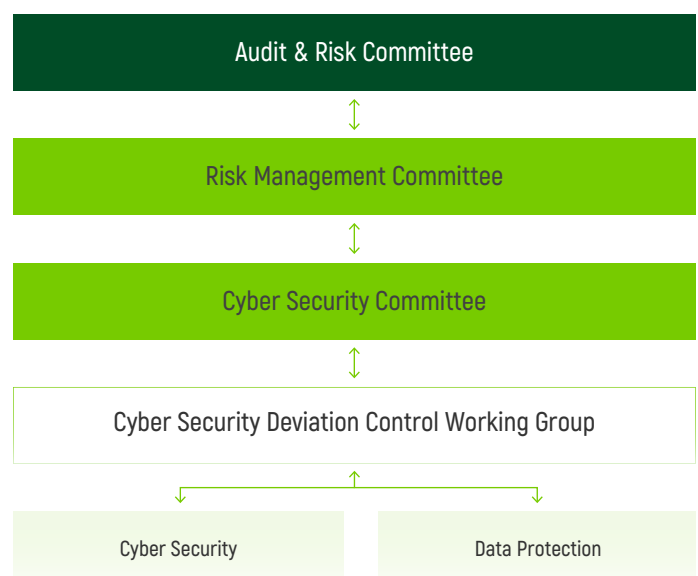 Audit & Risk Committee
Risk Management Committee
Cyber Security Committee
Cyber Security Deviation Control Working Group
Cyber Security
Data Protection